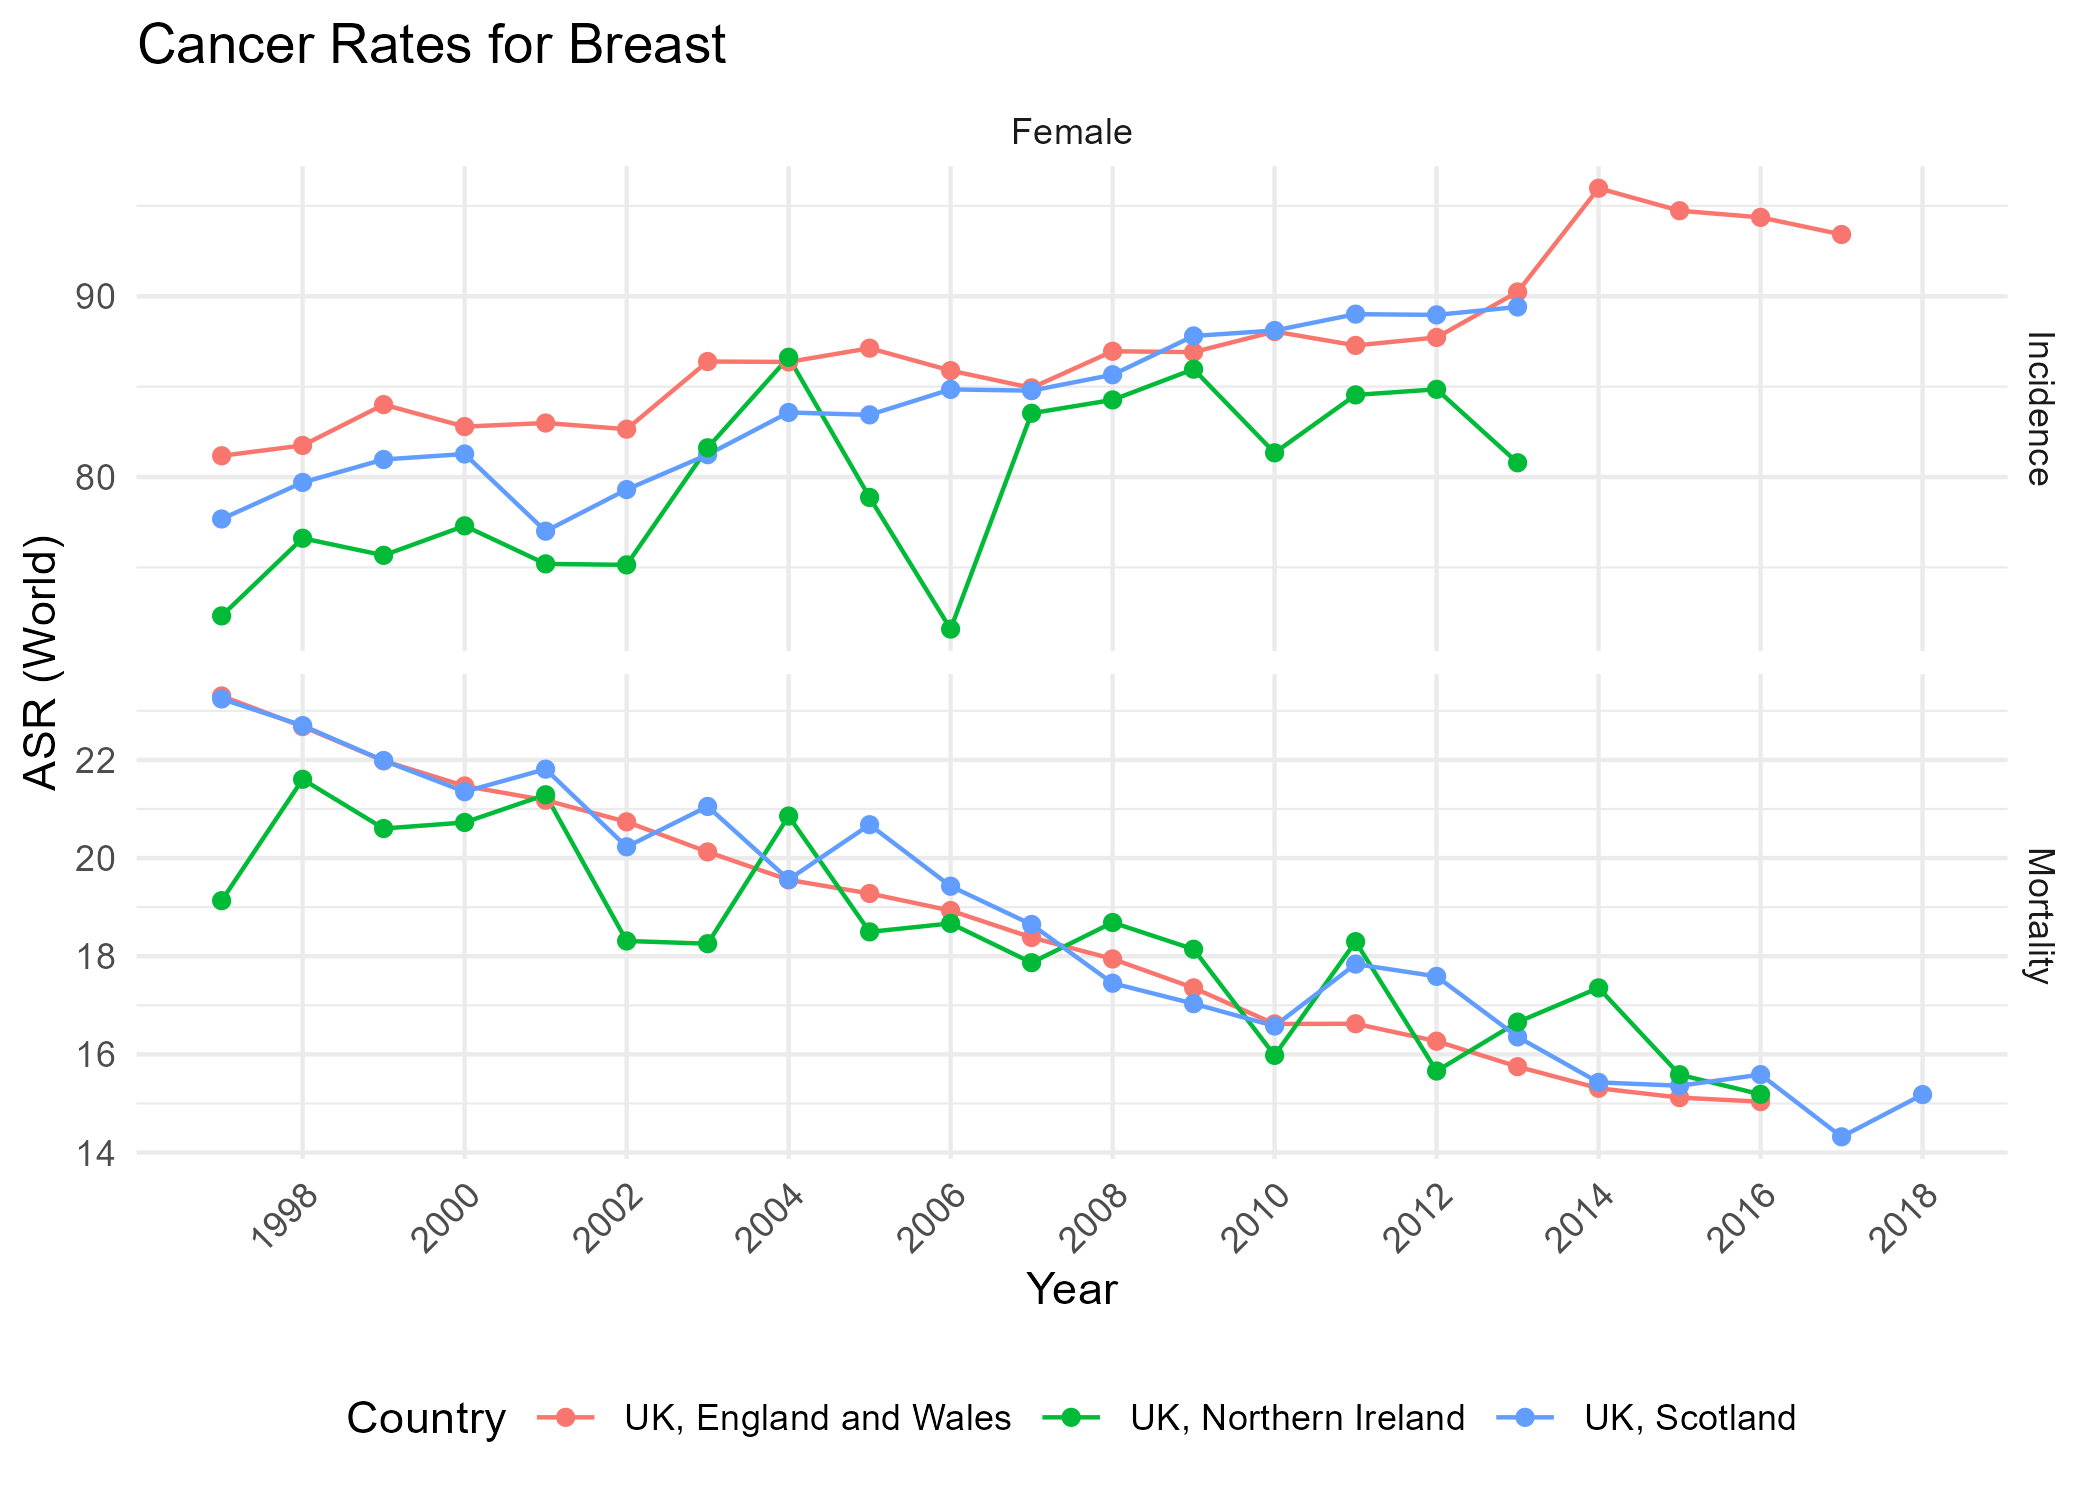 Cancer Rates for Breast
Female
90
80
Incidence
ASR (World)
22
20
18
16
14
Mortality
1998
2000
2002
2004
2006
2008
2010
2012
2014
2016
2018
Year
Country
UK, England and Wales
UK, Northern Ireland
UK, Scotland